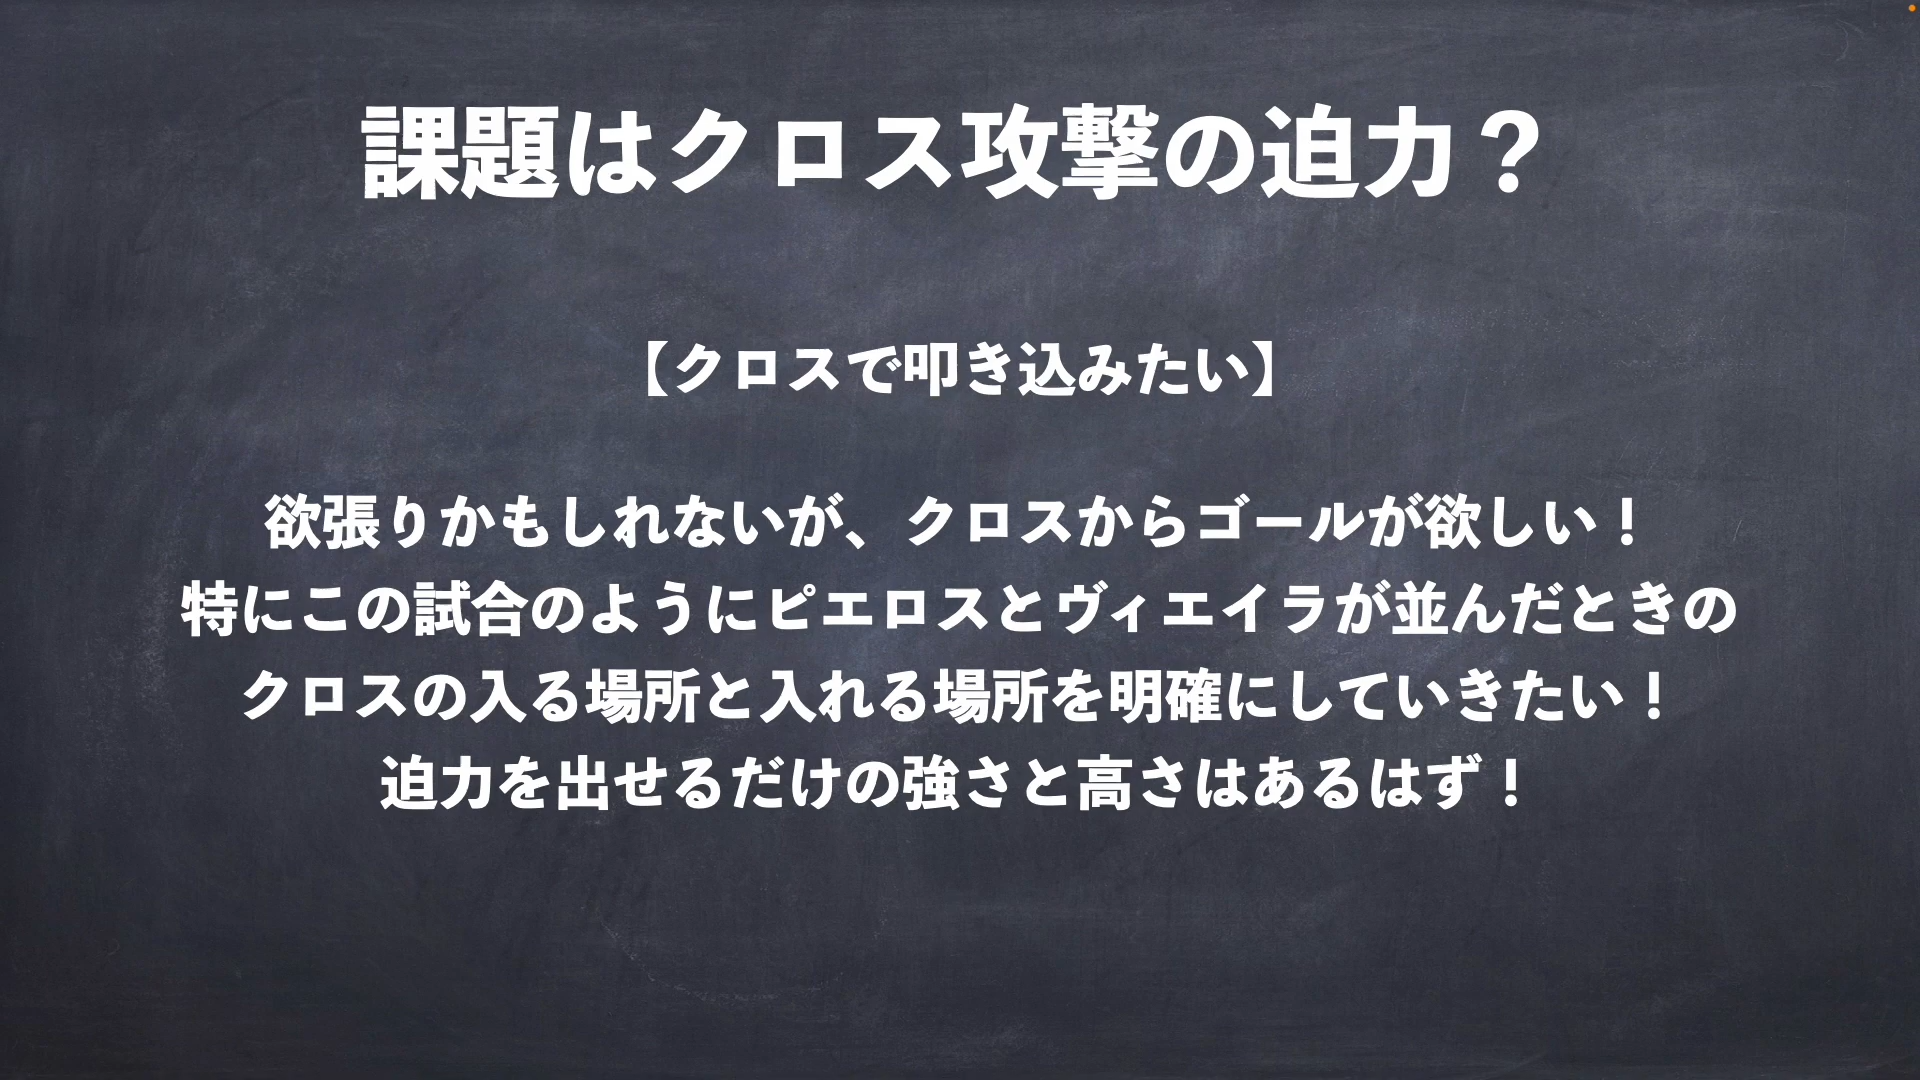 課題はクロス攻撃の迫力？
【クロスで叩き込みたい】
欲張りかもしれないが、クロスからゴールが欲しい！
特にこの試合のようにピエロスとヴィエイラが並んだときの
クロスの入る場所と入れる場所を明確にしていきたい！
迫力を出せるだけの強さと高さはあるはず！